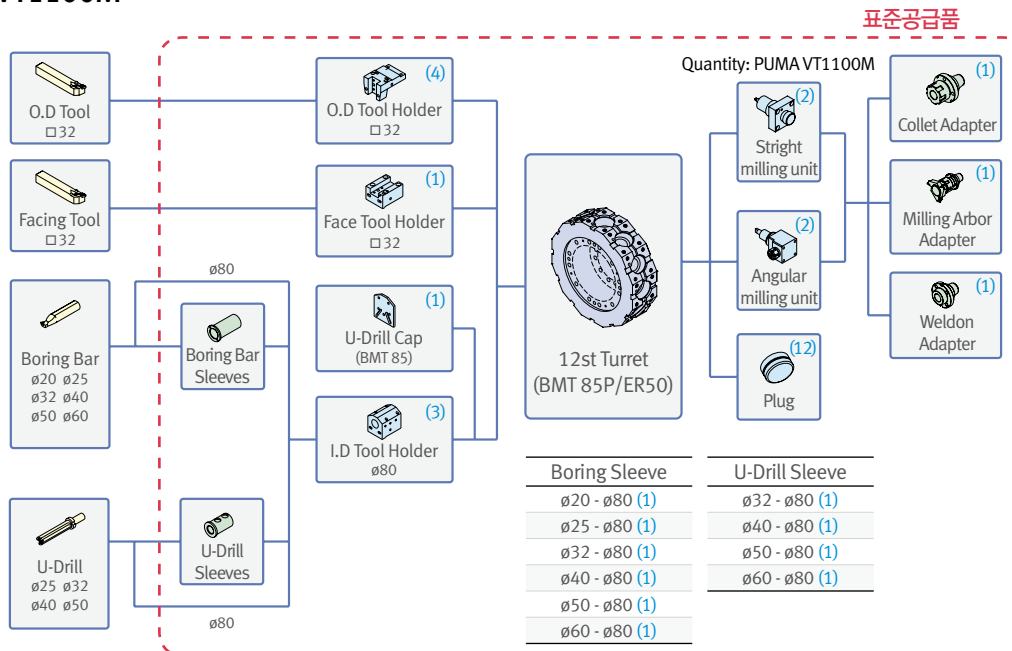 표준공급품
Quantity: PUMA VT1100M
O.D Tool
□32
(4)
O.D Tool Holder
□32
Facing Tool
□32
(1)
Face Tool Holder
□32
ø80
Boring Bar
ø20 ø25
ø32 ø40
ø50 ø60
Boring Bar
Sleeves
(1)
U-Drill Cap
(BMT 85)
(3)
I.D Tool Holder
ø80
U-Drill
ø25 ø32
ø40 ø50
U-Drill
Sleeves
ø80
12st Turret
(BMT 85P/ER50)
(2)
Stright
milling unit
(2)
Angular
milling unit
(12)
Plug
(1)
Collet Adapter
(1)
Milling Arbor
Adapter
(1)
Weldon
Adapter
Boring Sleeve
ø20 - ø80 (1)
ø25 - ø80 (1)
ø32 - ø80 (1)
ø40 - ø80 (1)
ø50 - ø80 (1)
ø60 - ø80 (1)
U-Drill Sleeve
ø32 - ø80 (1)
ø40 - ø80 (1)
ø50 - ø80 (1)
ø60 - ø80 (1)